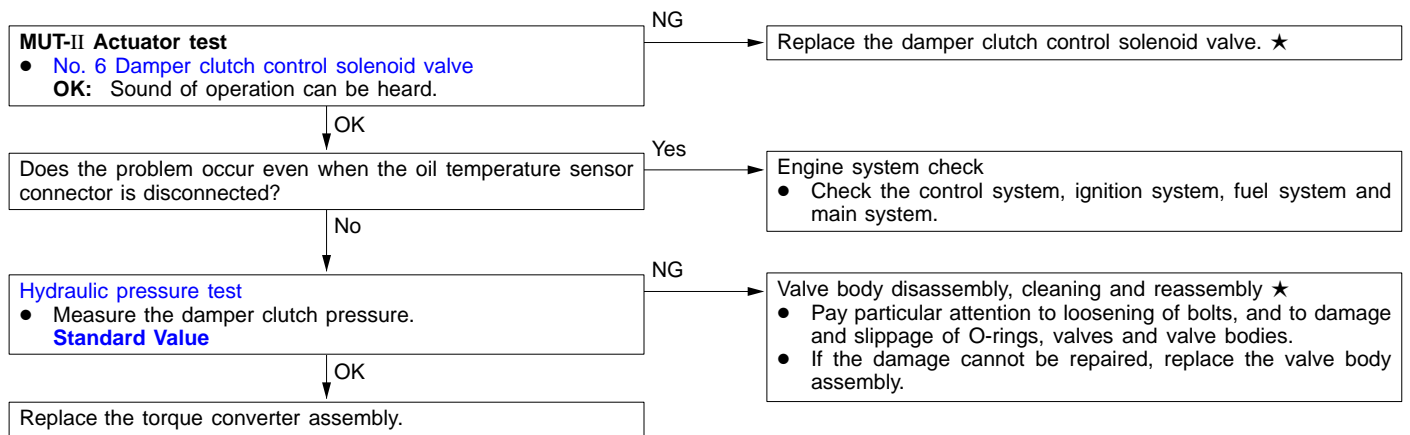 MUT-II Actuator test
● No. 6 Damper clutch control solenoid valve
OK: Sound of operation can be heard.
NG
Replace the damper clutch control solenoid valve. ★
OK
Does the problem occur even when the oil temperature sensor
connector is disconnected?
Yes
Engine system check
● Check the control system, ignition system, fuel system and
main system.
No
Hydraulic pressure test
● Measure the damper clutch pressure.
Standard Value
NG
Valve body disassembly, cleaning and reassembly ★
● Pay particular attention to loosening of bolts, and to damage
and slippage of O-rings, valves and valve bodies.
● If the damage cannot be repaired, replace the valve body
assembly.
OK
Replace the torque converter assembly.